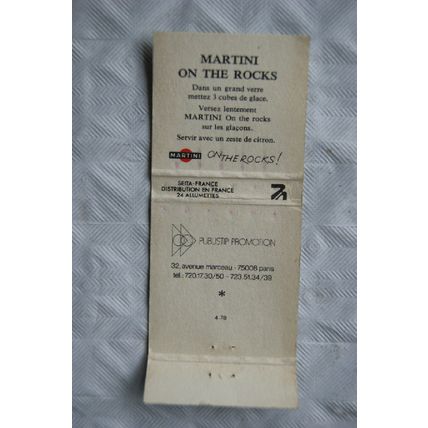 MARTINI
ON THE ROCKS
Dans un grand verre
mettez 3 cubes de glace.
Versez lentement
MARTINI On the rocks
sur les glaçons.
Servir avec un zeste de citron.
MARTINI ON THE ROCKS!
SEITA-FRANCE
DISTRIBUTION EN FRANCE
24 ALLUMETTES
PUBLISTIP PROMOTION
32, avenue marceau - 75008 paris
tel.: 720.17.30/50 - 723.51.34/39
*
4-78